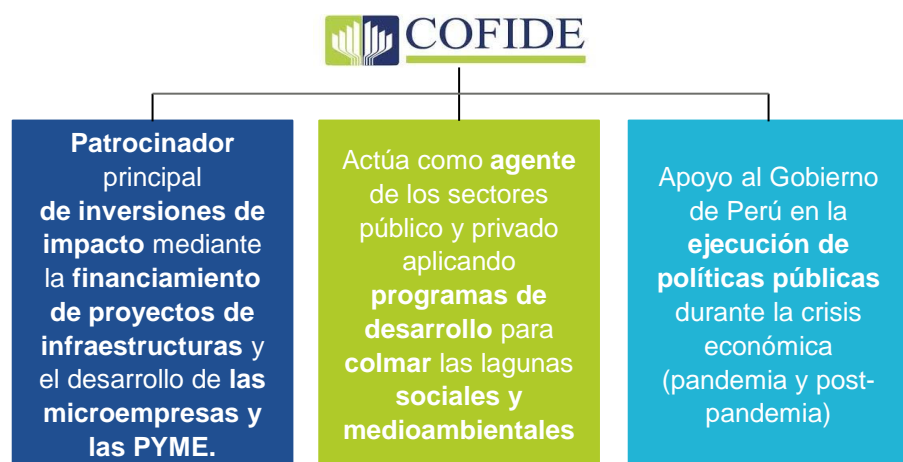 COFIDE
Patrocinador
principal
de inversiones de
impacto mediante
la financiamiento
de proyectos de
infraestructuras y
el desarrollo de las
microempresas y
las PYME.
Actúa como agente
de los sectores
público y privado
aplicando
programas de
desarrollo para
colmar las lagunas
sociales y
medioambientales
Apoyo al Gobierno
de Perú en la
ejecución de
políticas públicas
durante la crisis
económica
(pandemia y post-
pandemia)